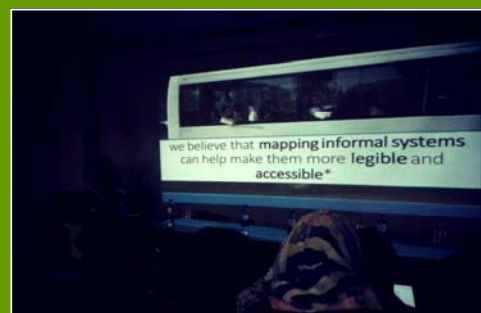 we believe that mapping informal systems
can help make them more legible and
accessible*